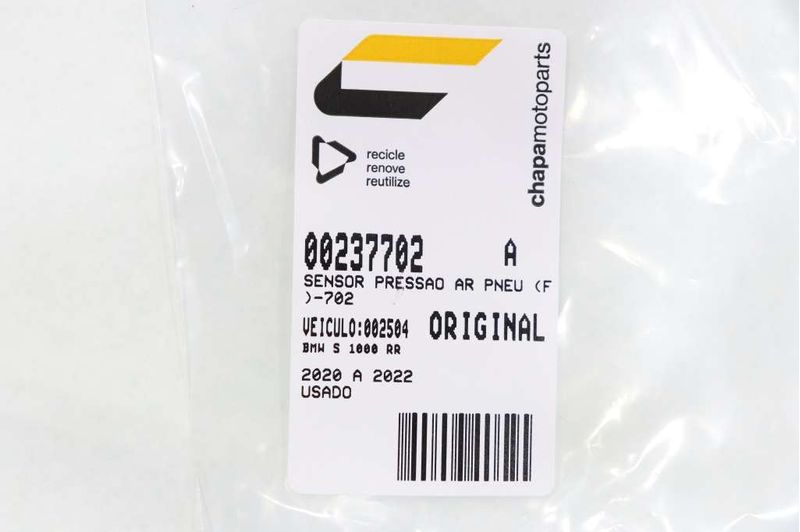 chapamotoparts
recicle
renove
reutilize
00237702 A
SENSOR PRESSAO AR PNEU (F
)-702
VEICULO:002504 ORIGINAL
BMW S 1000 RR
2020 A 2022
USADO